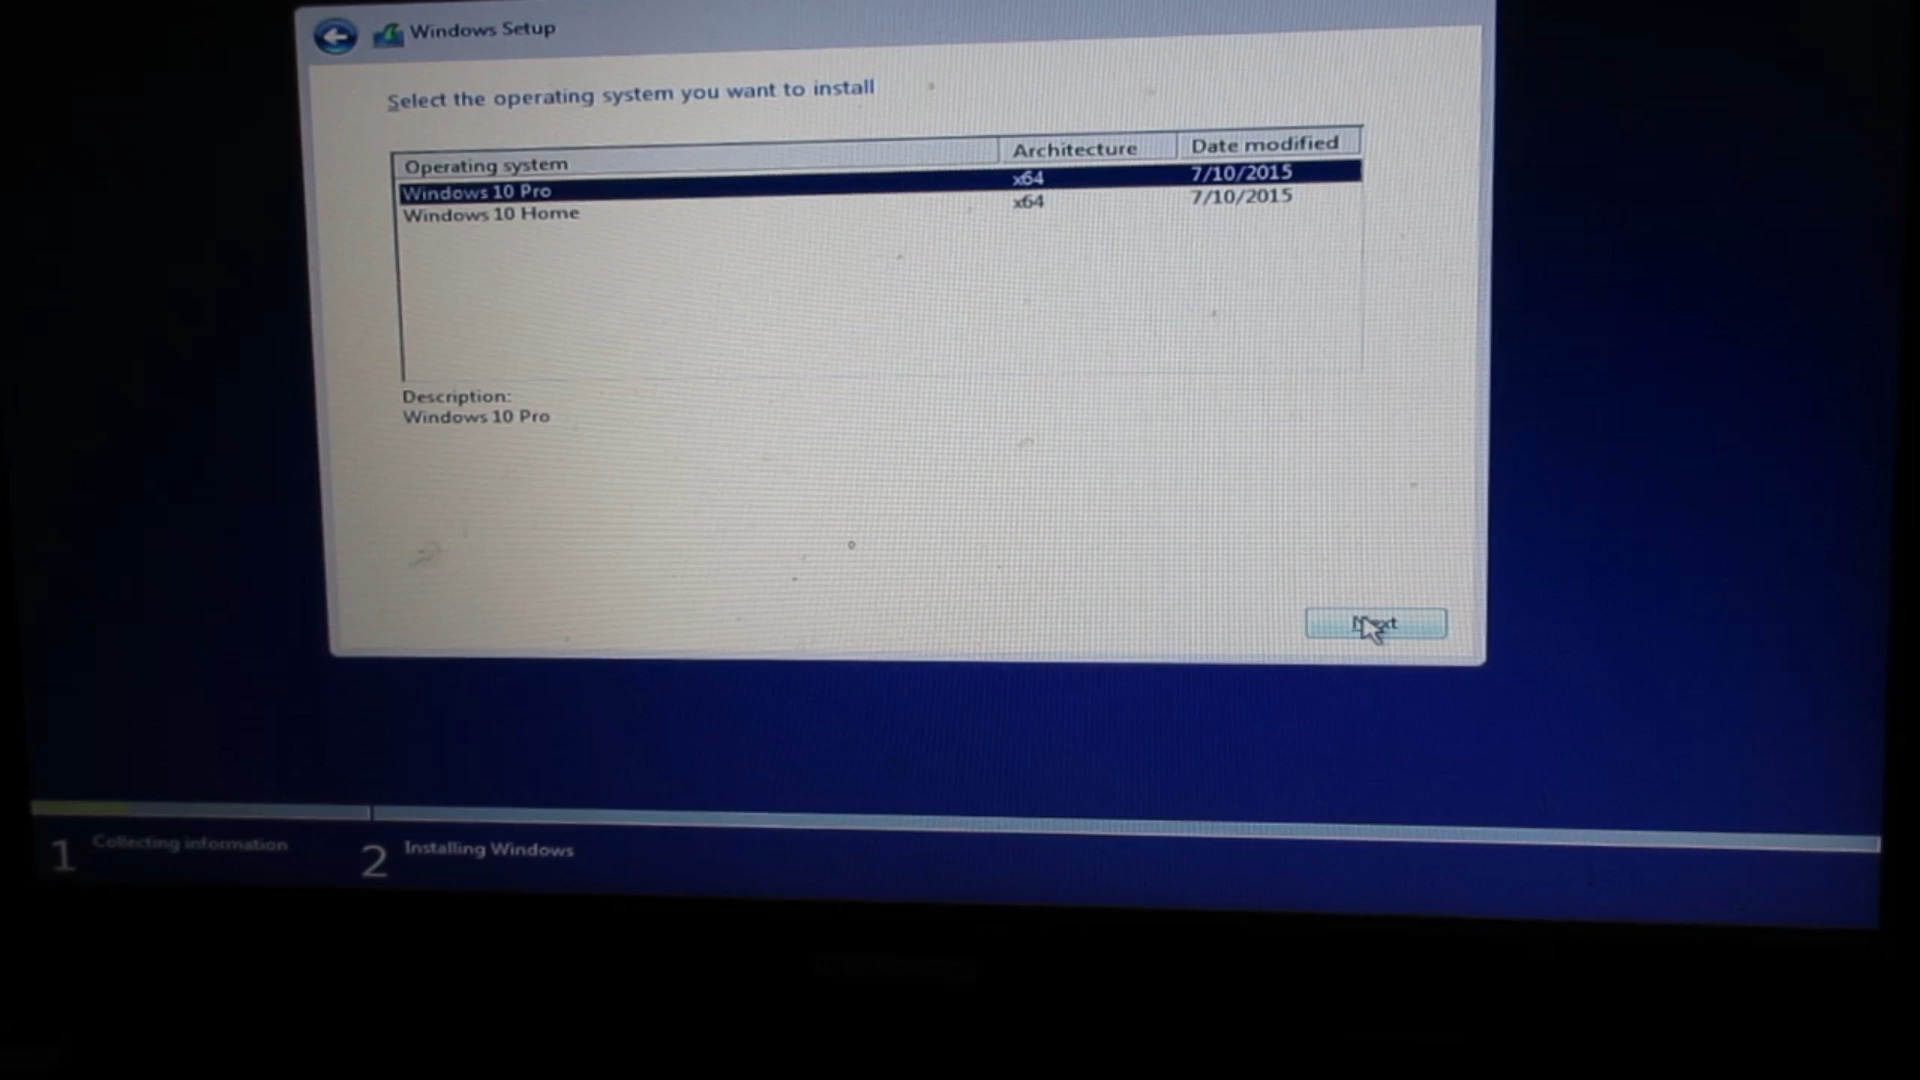 Windows Setup
Select the operating system you want to install
Operating system Architecture Date modified
Windows 10 Pro x64 7/10/2015
Windows 10 Home x64 7/10/2015
Description:
Windows 10 Pro
Next
1 Collecting information 2 Installing Windows